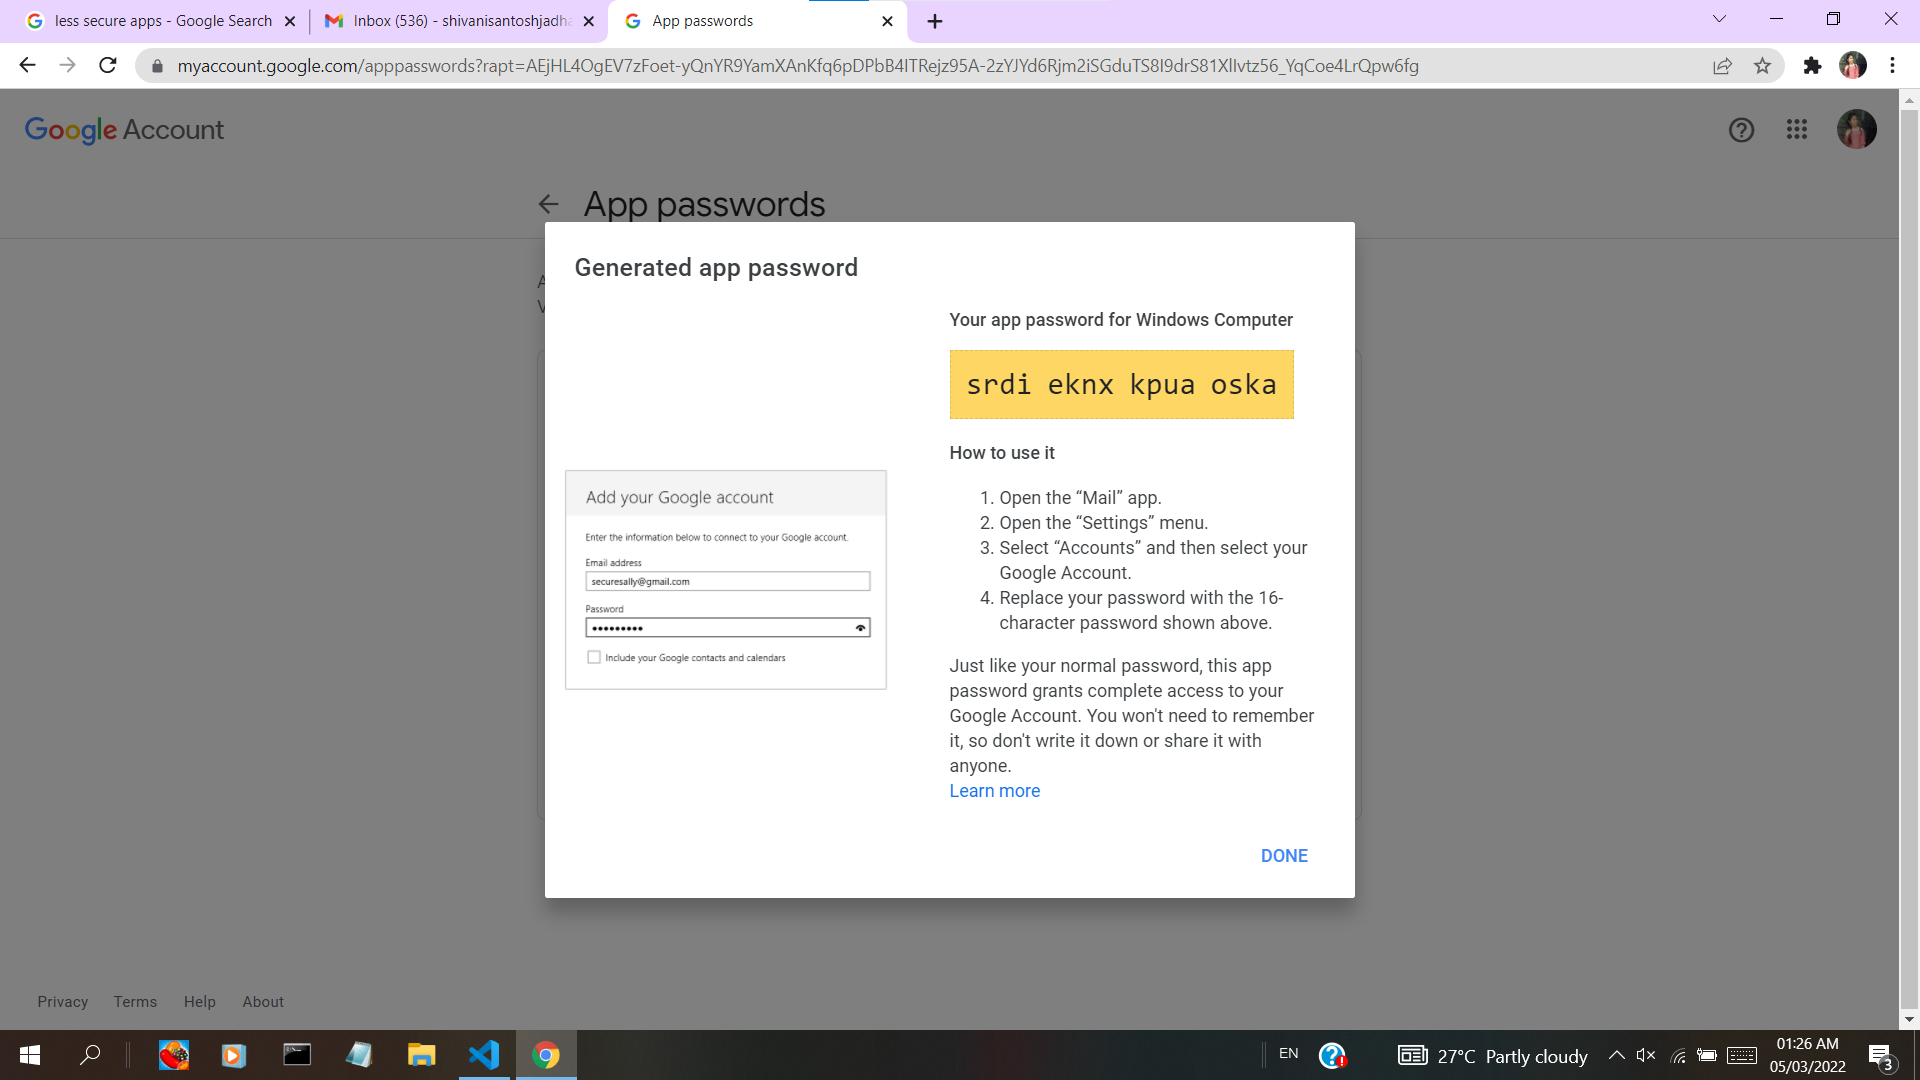 less secure apps - Google Search
Inbox (536) - shivanisantoshjadha
App passwords
myaccount.google.com/apppasswords?rapt=AEjHL4OgEV7zFoet-yQnYR9YamXAnKfq6pDPbB4ITRejz95A-2zYJYd6Rjm2iSGduTS8I9drS81XlIvtz56_YqCoe4LrQpw6fg
Google Account
App passwords
Generated app password
Your app password for Windows Computer
srdi eknx kpua oska
How to use it
1. Open the “Mail” app.
2. Open the “Settings” menu.
3. Select “Accounts” and then select your
Google Account.
4. Replace your password with the 16-
character password shown above.
Just like your normal password, this app
password grants complete access to your
Google Account. You won't need to remember
it, so don't write it down or share it with
anyone.
Learn more
Add your Google account
Enter the information below to connect to your Google account.
Email address
securesally@gmail.com
Password
Include your Google contacts and calendars
DONE
Privacy Terms Help About
EN
27°C Partly cloudy
01:26 AM
05/03/2022
3